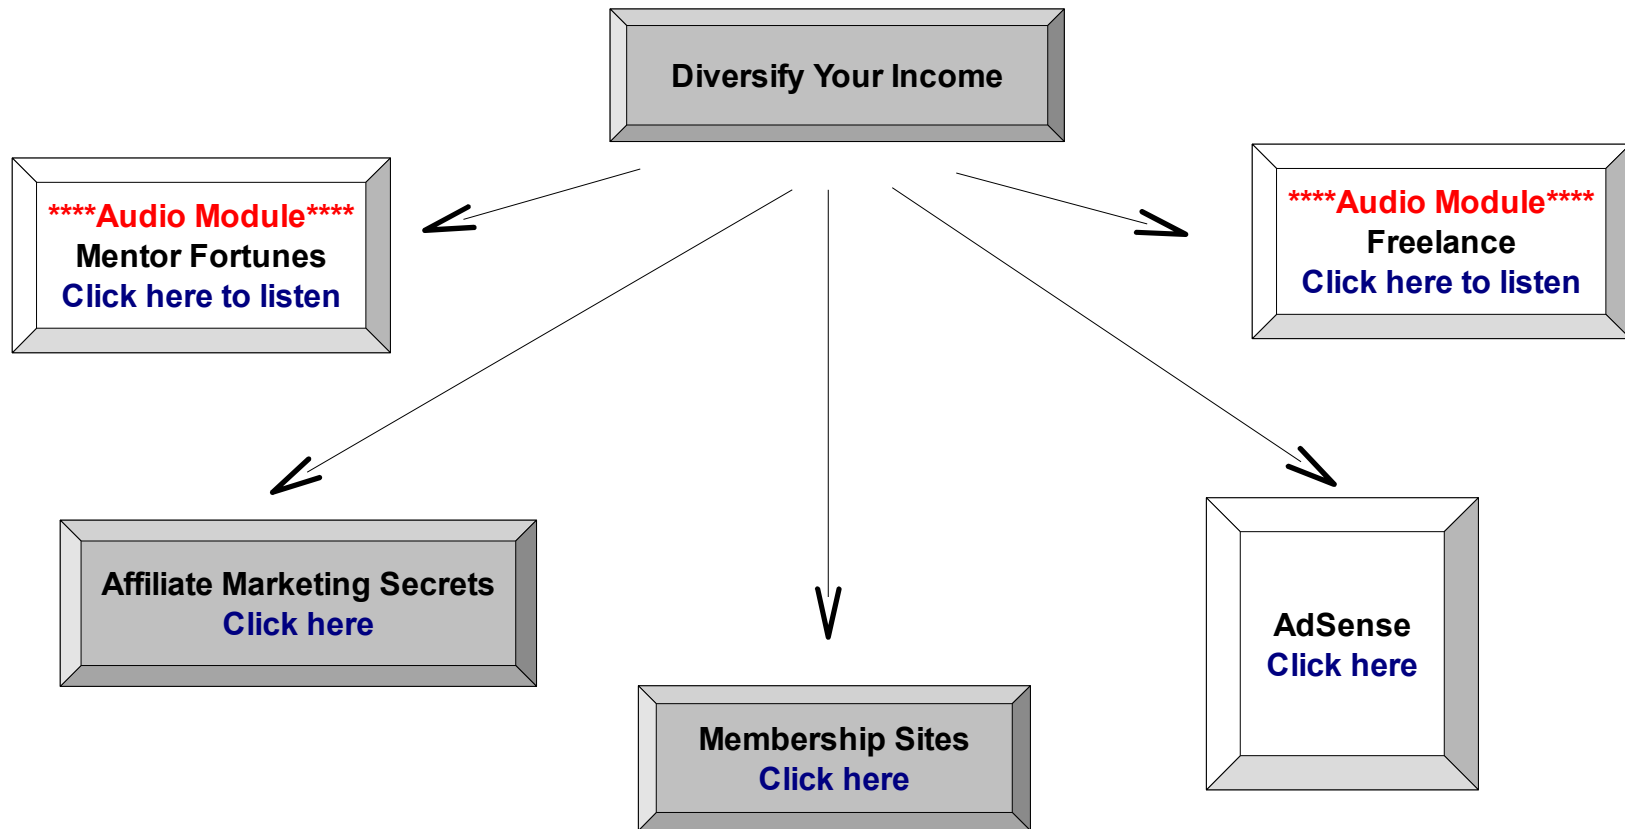 Diversify Your Income
****Audio Module****
Mentor Fortunes
Click here to listen
****Audio Module****
Freelance
Click here to listen
Affiliate Marketing Secrets
Click here
Membership Sites
Click here
AdSense
Click here